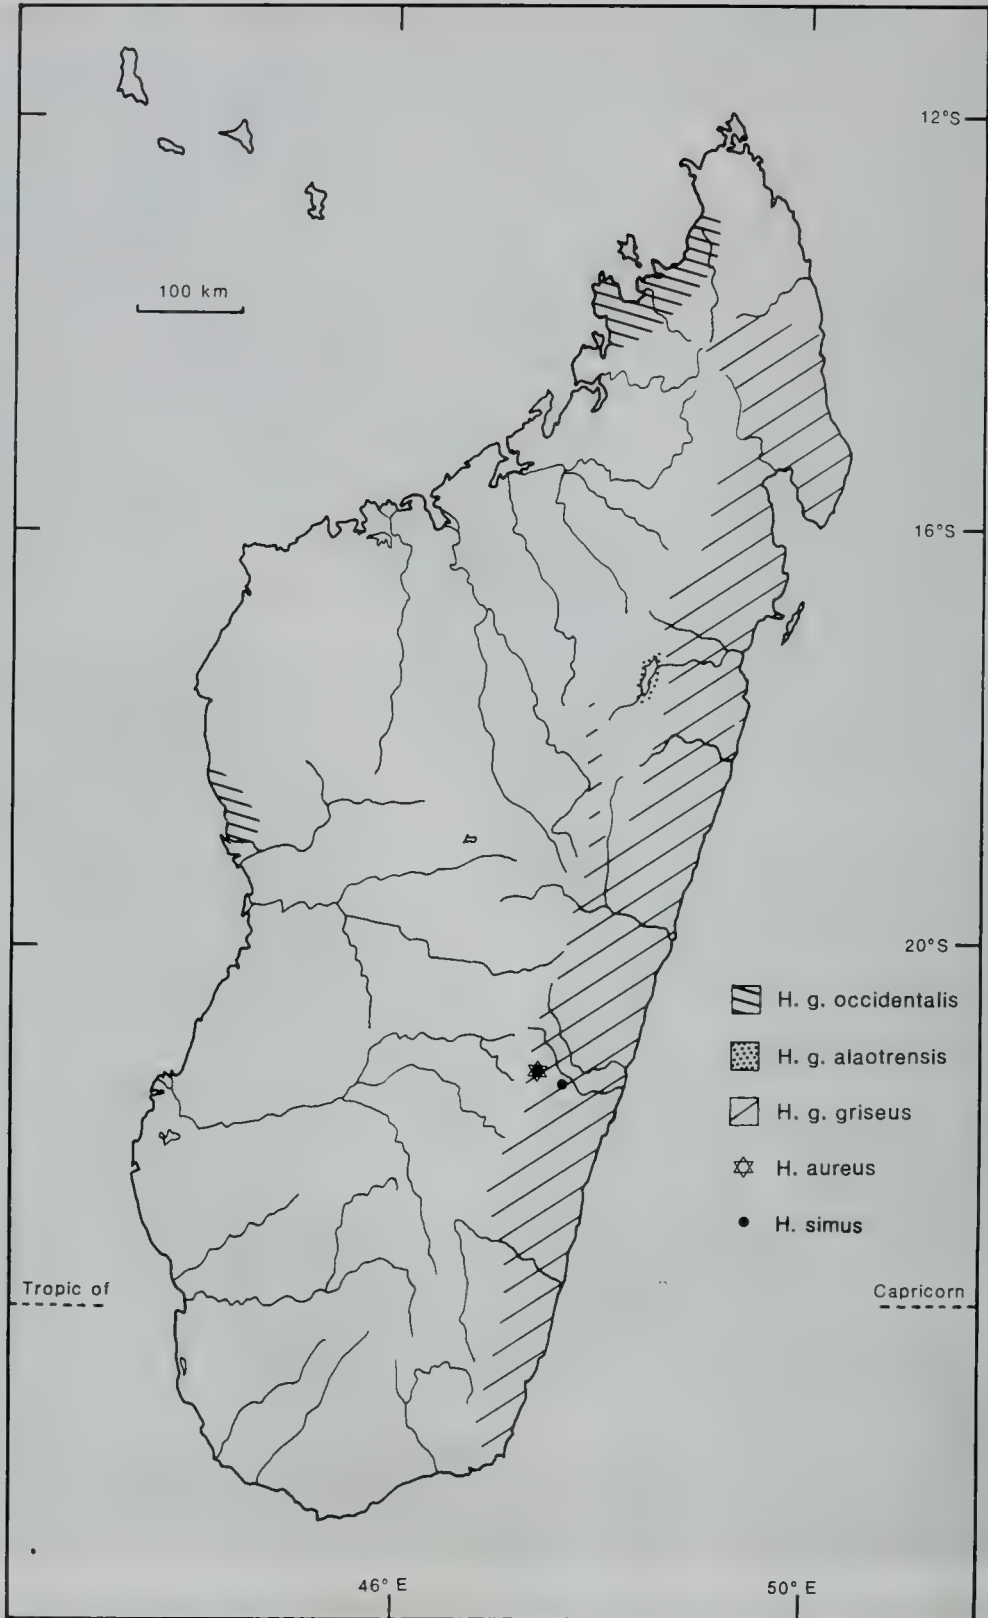 12°S
100 km
16°S
20°S
H. g. occidentalis
H. g. alaotrensis
H. g. griseus
H. aureus
H. simus
Tropic of
Capricorn
46° E
50° E